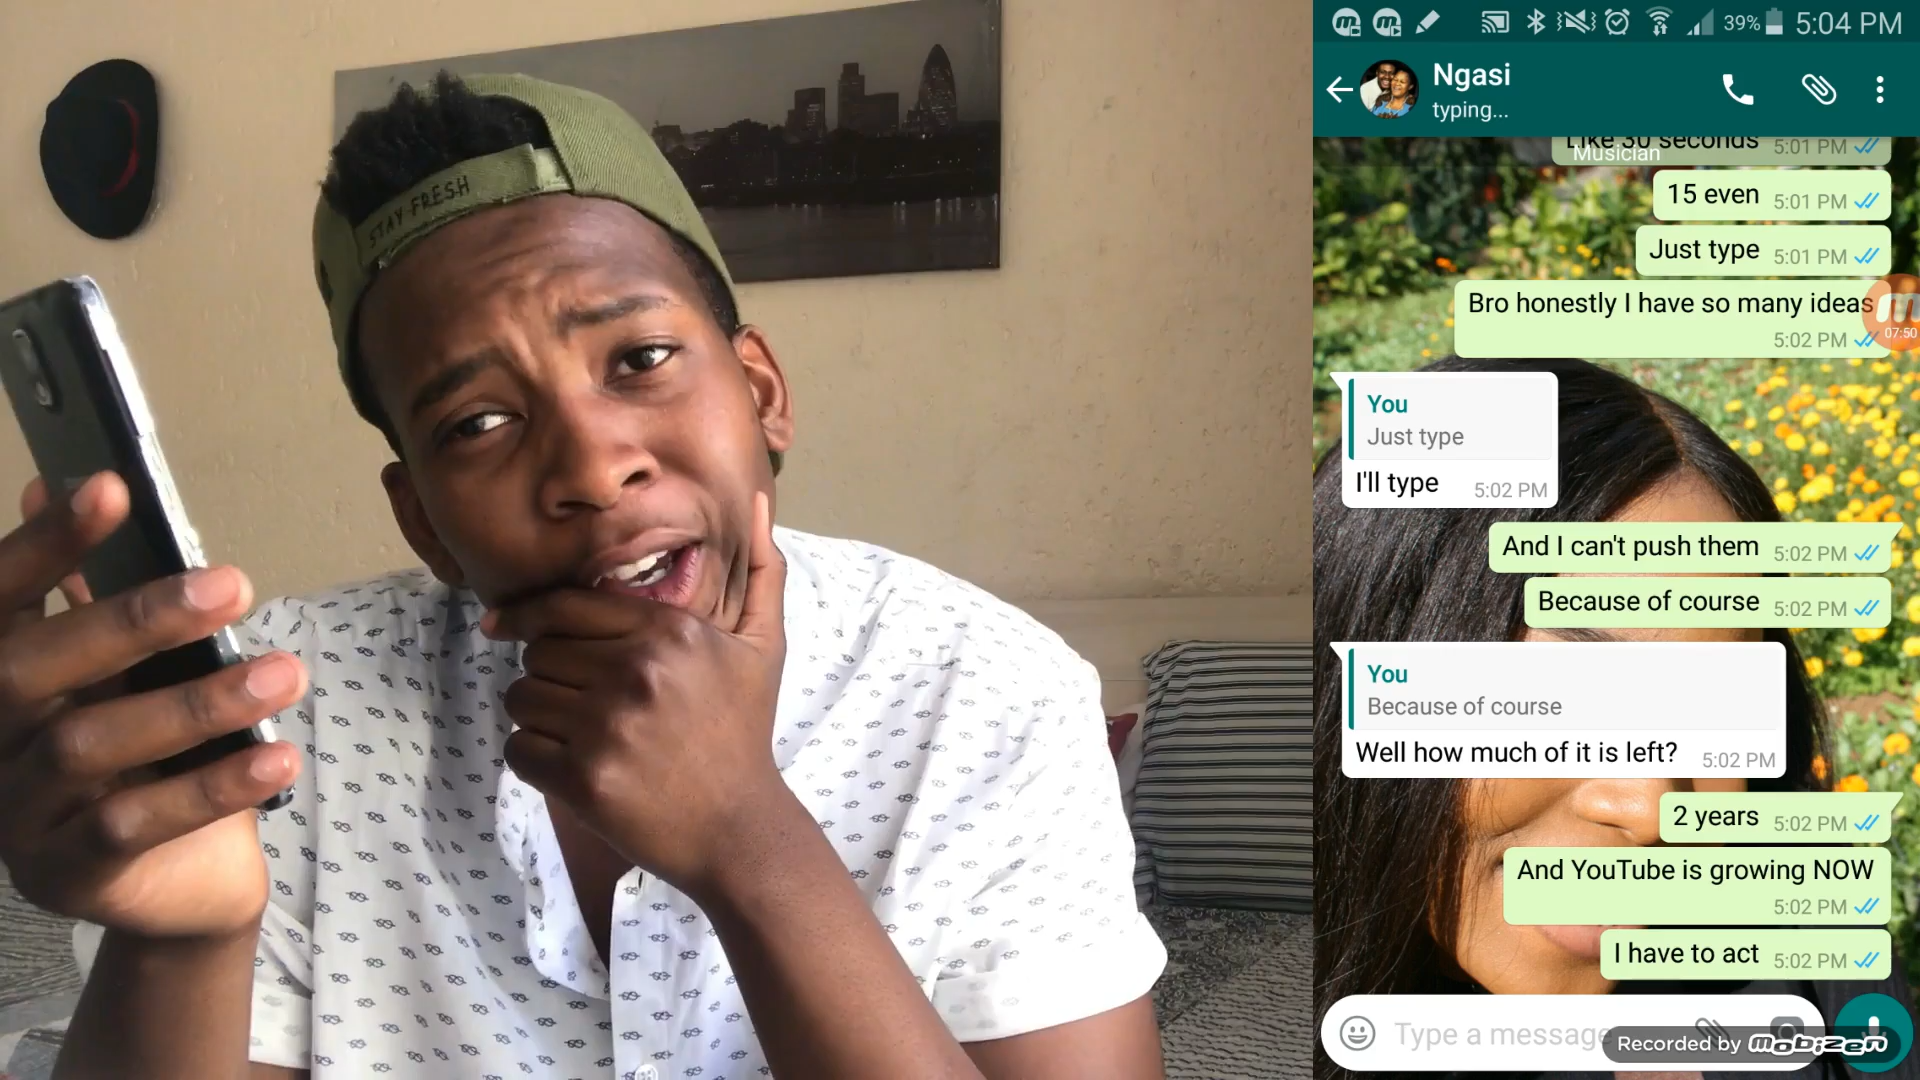 STAY FRESH
39% 5:04 PM
Ngasi
typing...
Like 30 seconds 5:01 PM
Musician
15 even 5:01 PM
Just type 5:01 PM
Bro honestly I have so many ideas
07:50
5:02 PM
You
Just type
I'll type 5:02 PM
And I can't push them 5:02 PM
Because of course 5:02 PM
You
Because of course
Well how much of it is left? 5:02 PM
2 years 5:02 PM
And YouTube is growing NOW
5:02 PM
I have to act 5:02 PM
Type a message
Recorded by mobizen